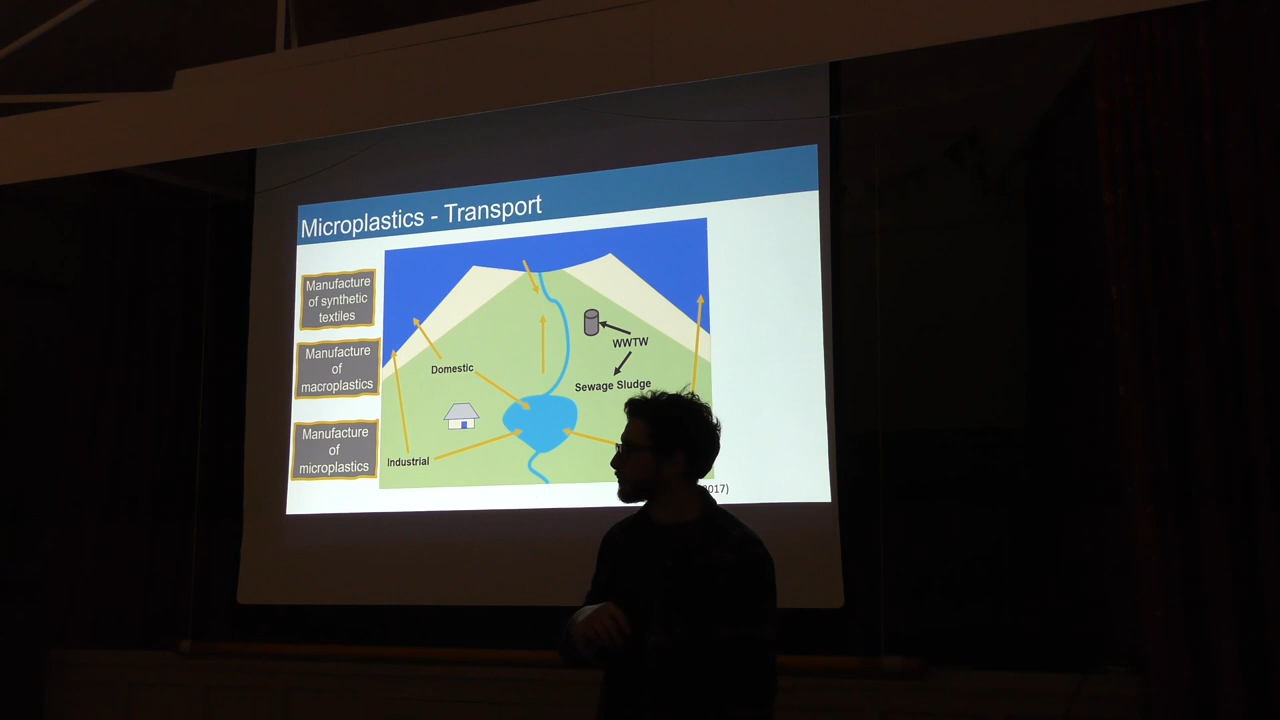 Microplastics - Transport
Manufacture
of synthetic
textiles
Manufacture
of
macroplastics
Manufacture
of
microplastics
WWTW
Domestic
Sewage Sludge
Industrial
2017)